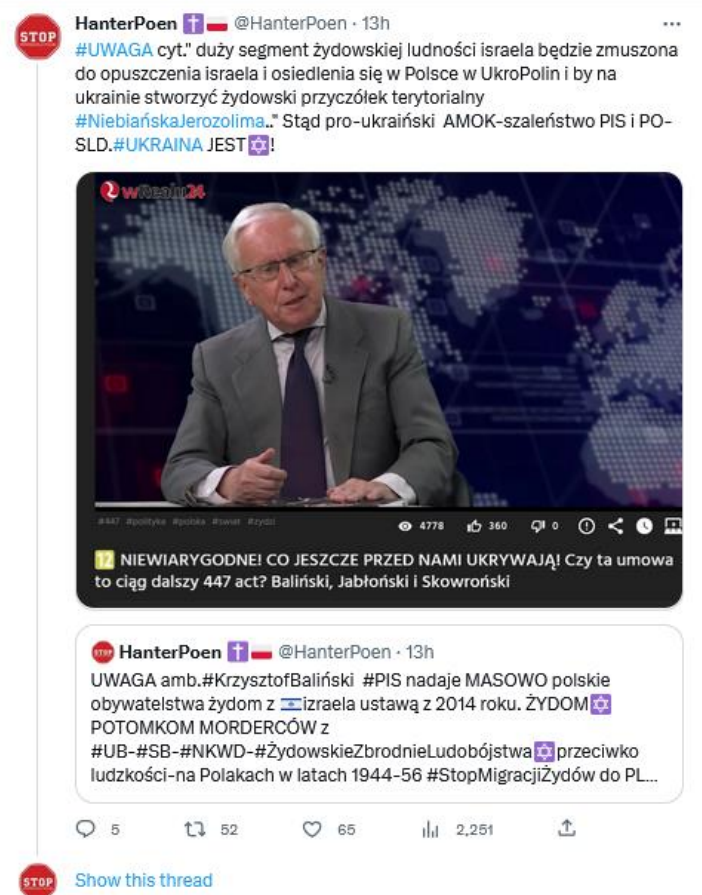 STOP
HanterPoen ✝️🇵🇱 @HanterPoen · 13h
#UWAGA cyt." duży segment żydowskiej ludności israela będzie zmuszona
do opuszczenia israela i osiedlenia się w Polsce w UkroPolin i by na
ukrainie stworzyć żydowski przyczółek terytorialny
#NiebiańskaJerozolima.." Stąd pro-ukraiński AMOK-szaleństwo PIS i PO-
SLD.#UKRAINA JEST✡️!
wRealu24
#447 #polityka #polska #swiat #zydzi
4778 360 0
12 NIEWIARYGODNE! CO JESZCZE PRZED NAMI UKRYWAJĄ! Czy ta umowa
to ciąg dalszy 447 act? Baliński, Jabłoński i Skowroński
STOP
HanterPoen ✝️🇵🇱 @HanterPoen · 13h
UWAGA amb.#KrzysztofBaliński #PIS nadaje MASOWO polskie
obywatelstwa żydom z 🇮🇱izraela ustawą z 2014 roku. ŻYDOM✡️
POTOMKOM MORDERCÓW z
#UB-#SB-#NKWD-#ŻydowskieZbrodnieLudobójstwa✡️przeciwko
ludzkości-na Polakach w latach 1944-56 #StopMigracjiŻydów do PL...
5 52 65 2,251
STOP
Show this thread